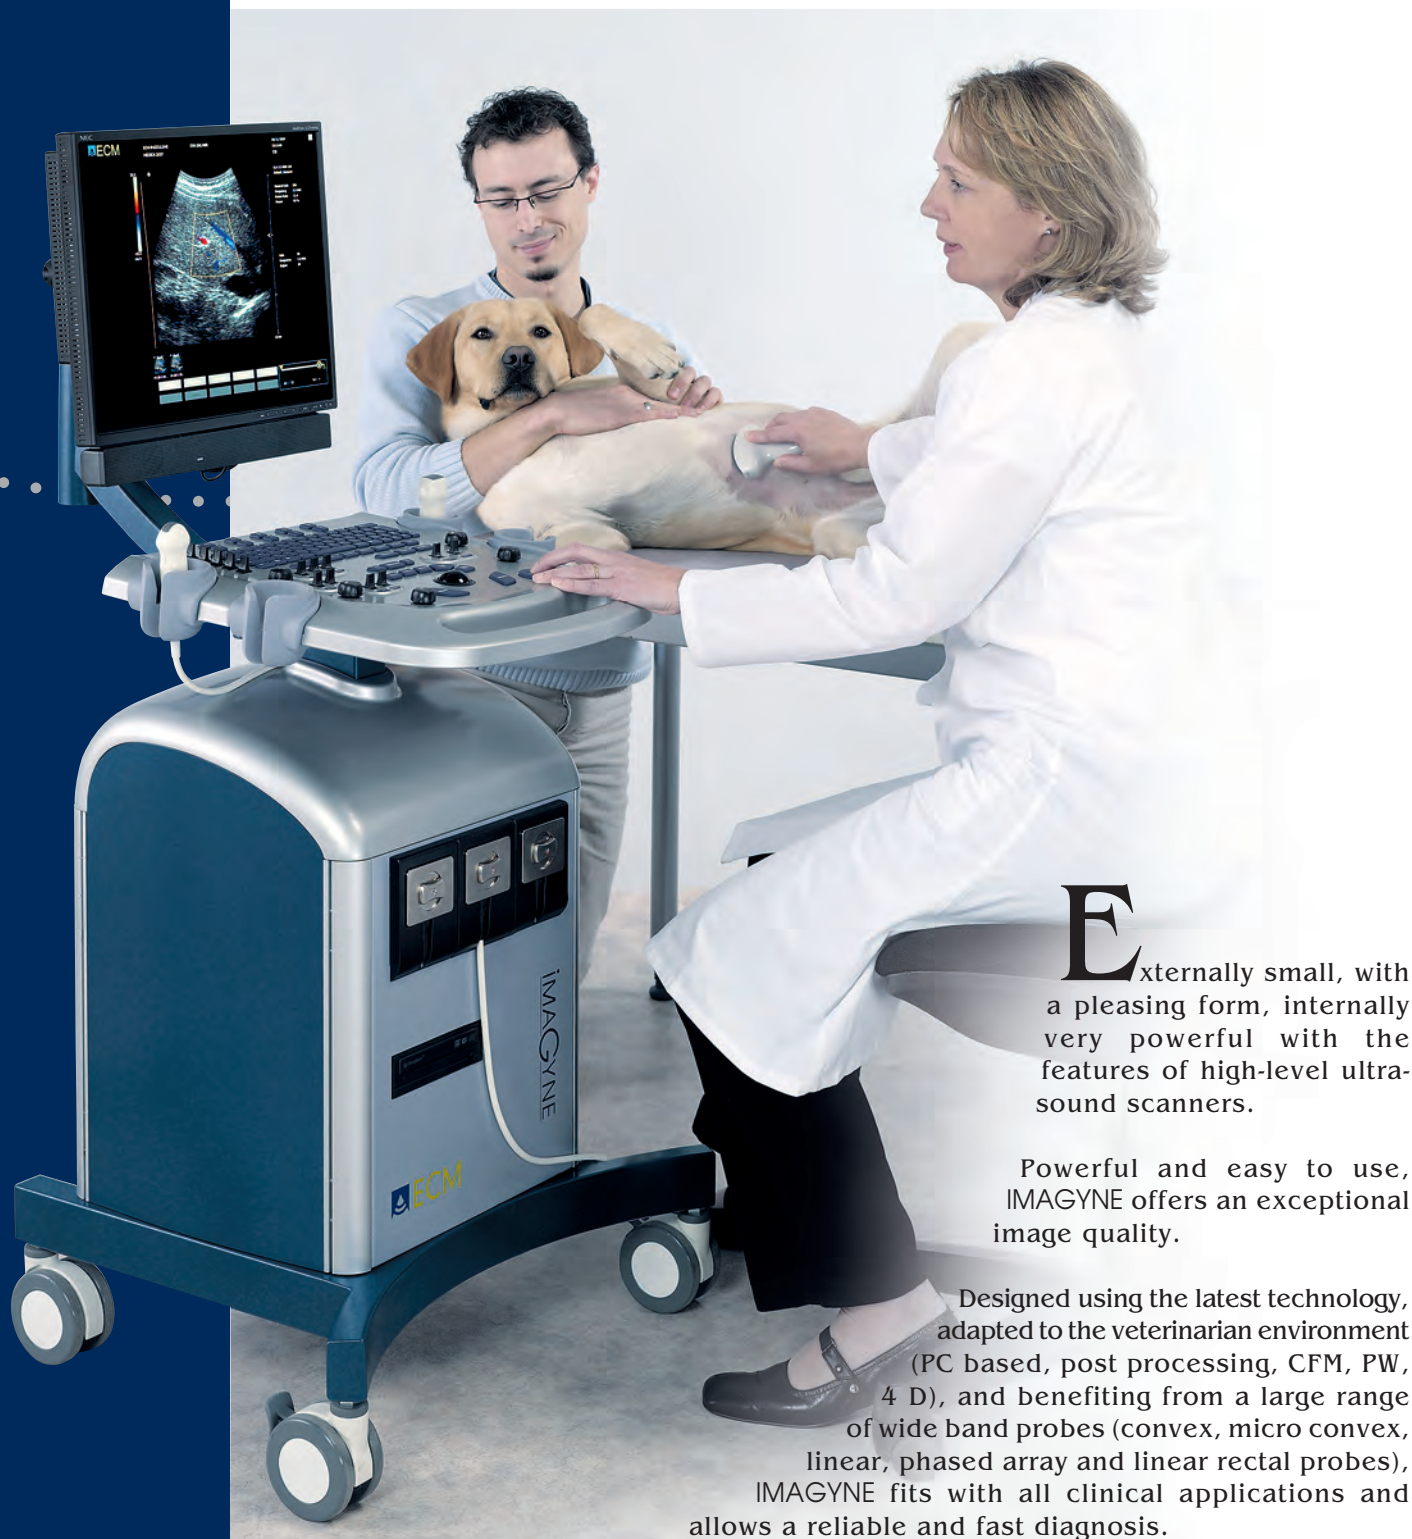 NEC
ECM
iMAGYNE
ECM
Externally small, with
a pleasing form, internally
very powerful with the
features of high-level ultra-
sound scanners.
Powerful and easy to use,
IMAGYNE offers an exceptional
image quality.
Designed using the latest technology,
adapted to the veterinarian environment
(PC based, post processing, CFM, PW,
4 D), and benefiting from a large range
of wide band probes (convex, micro convex,
linear, phased array and linear rectal probes),
IMAGYNE fits with all clinical applications and
allows a reliable and fast diagnosis.